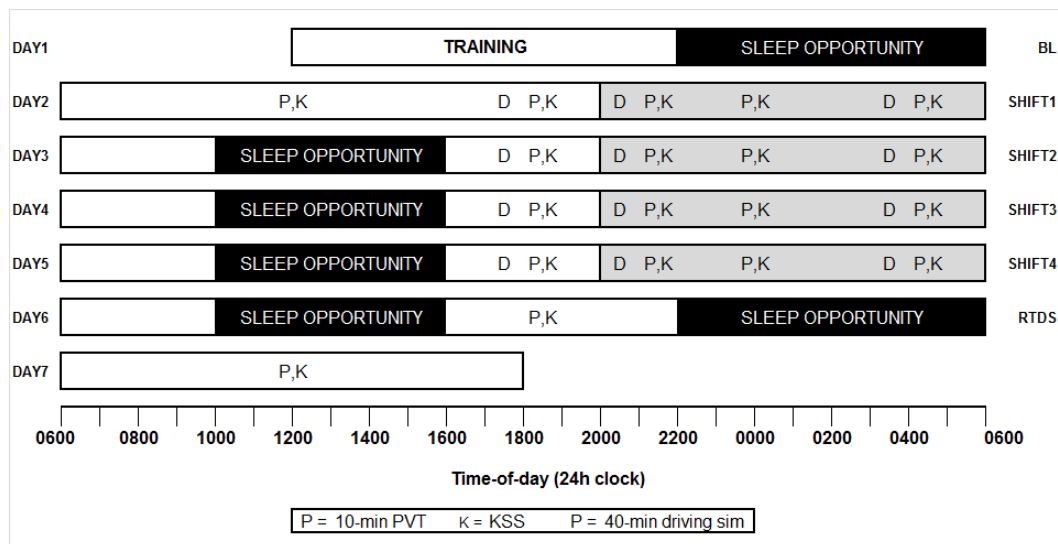 DAY1 TRAINING SLEEP OPPORTUNITY BL
DAY2 P,K D P,K D P,K P,K D P,K SHIFT1
DAY3 SLEEP OPPORTUNITY D P,K D P,K P,K D P,K SHIFT2
DAY4 SLEEP OPPORTUNITY D P,K D P,K P,K D P,K SHIFT3
DAY5 SLEEP OPPORTUNITY D P,K D P,K P,K D P,K SHIFT4
DAY6 SLEEP OPPORTUNITY P,K SLEEP OPPORTUNITY RTDS
DAY7 P,K
0600 0800 1000 1200 1400 1600 1800 2000 2200 0000 0200 0400 0600
Time-of-day (24h clock)
P = 10-min PVT K = KSS P = 40-min driving sim